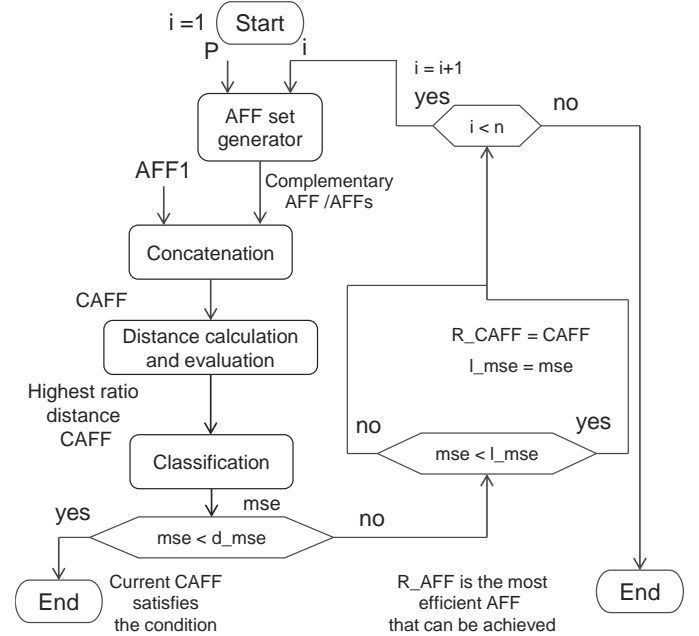 i =1
Start
P
i
i = i+1
yes
no
i < n
AFF set
generator
AFF1
Complementary
AFF /AFFs
Concatenation
CAFF
Distance calculation
and evaluation
R_CAFF = CAFF
l_mse = mse
Highest ratio
distance
CAFF
no
yes
mse < l_mse
Classification
mse
yes
no
mse < d_mse
End
Current CAFF
satisfies
the condition
R_AFF is the most
efficient AFF
that can be achieved
End